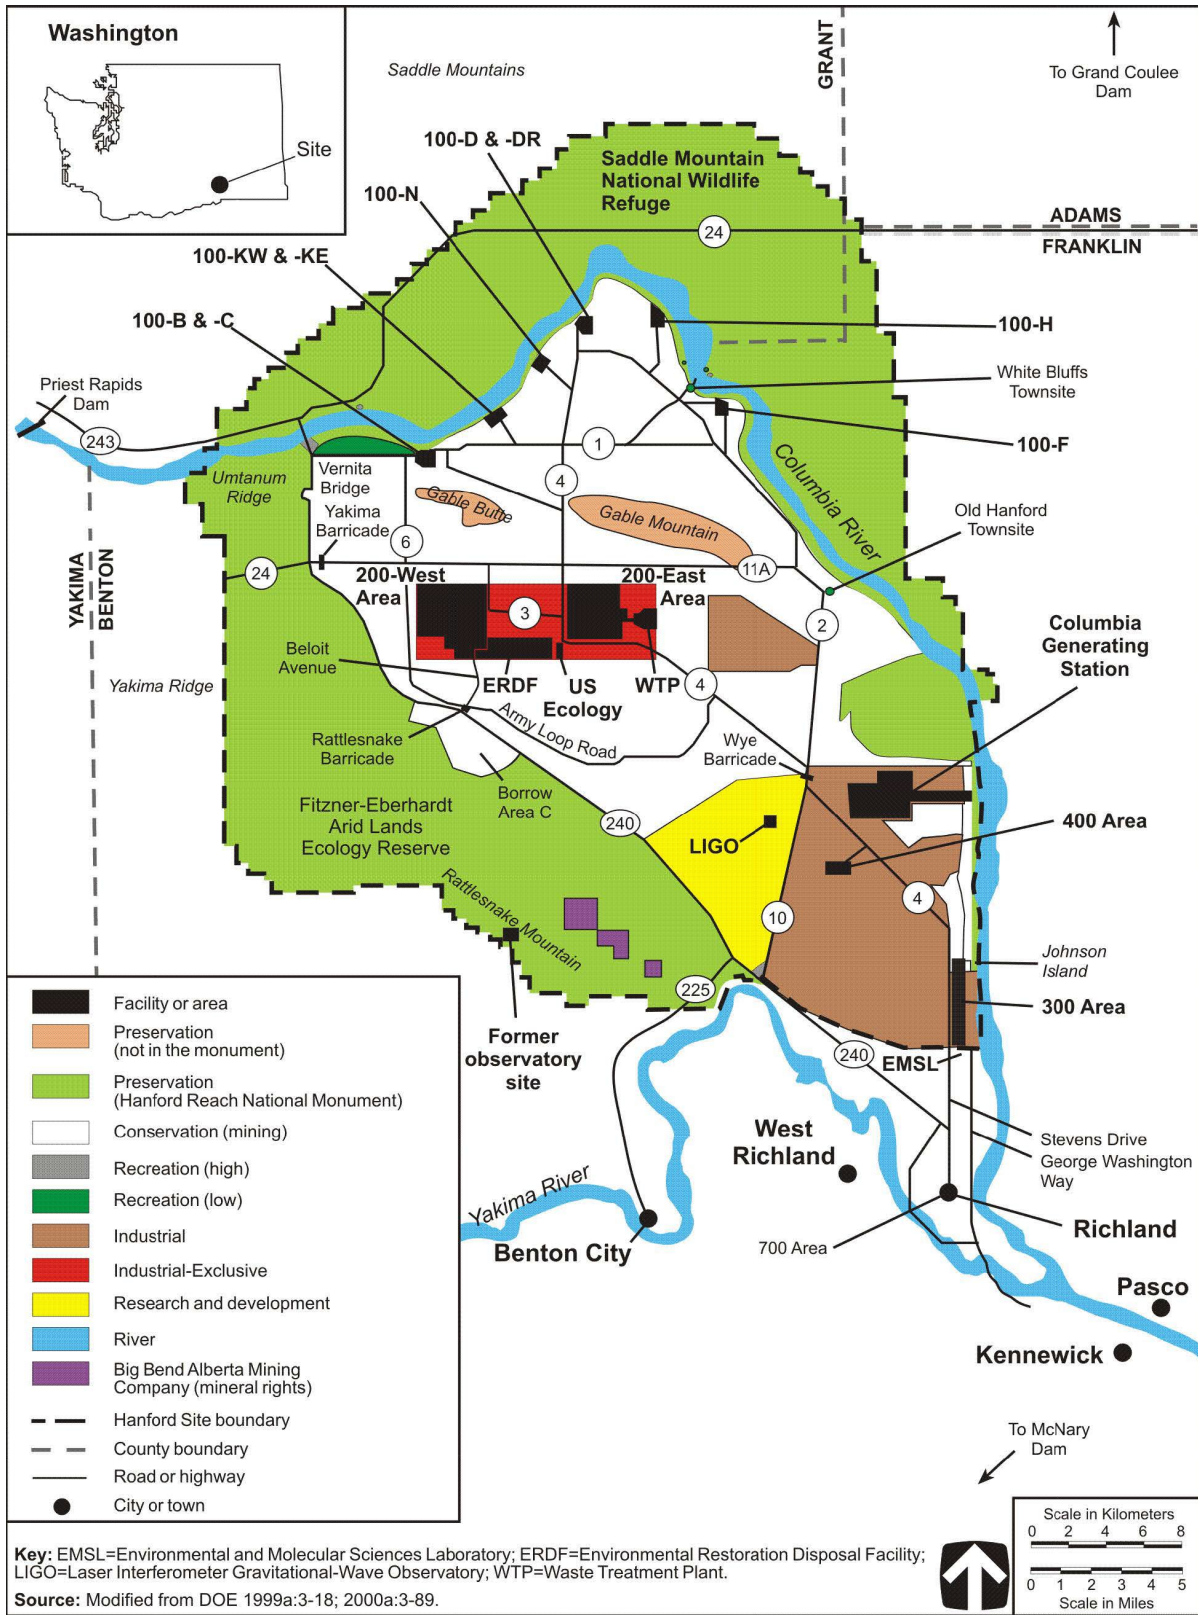 Washington
Site
Saddle Mountains
GRANT
To Grand Coulee
Dam
ADAMS
FRANKLIN
100-D & -DR
Saddle Mountain
National Wildlife
Refuge
100-N
24
100-KW & -KE
100-B & -C
100-H
White Bluffs
Townsite
Priest Rapids
Dam
243
100-F
1
Columbia River
Umtanum
Ridge
Vernita
Bridge
4
Gable Butte
Gable Mountain
Yakima
Barricade
Old Hanford
Townsite
6
YAKIMA
BENTON
24
200-West
Area
200-East
Area
11A
3
2
Columbia
Generating
Station
Beloit
Avenue
Yakima Ridge
ERDF
US
Ecology
WTP
4
Army Loop Road
Rattlesnake
Barricade
Wye
Barricade
Borrow
Area C
Fitzner-Eberhardt
Arid Lands
Ecology Reserve
240
LIGO
400 Area
Rattlesnake Mountain
10
4
Johnson
Island
225
300 Area
Former
observatory
site
240
EMSL
West
Richland
Stevens Drive
George Washington
Way
Yakima River
Benton City
700 Area
Richland
Pasco
Kennewick
To McNary
Dam
Facility or area
Preservation
(not in the monument)
Preservation
(Hanford Reach National Monument)
Conservation (mining)
Recreation (high)
Recreation (low)
Industrial
Industrial-Exclusive
Research and development
River
Big Bend Alberta Mining
Company (mineral rights)
Hanford Site boundary
County boundary
Road or highway
City or town
Scale in Kilometers
0 2 4 6 8
0 1 2 3 4 5
Scale in Miles
Key: EMSL=Environmental and Molecular Sciences Laboratory; ERDF=Environmental Restoration Disposal Facility;
LIGO=Laser Interferometer Gravitational-Wave Observatory; WTP=Waste Treatment Plant.
Source: Modified from DOE 1999a:3-18; 2000a:3-89.